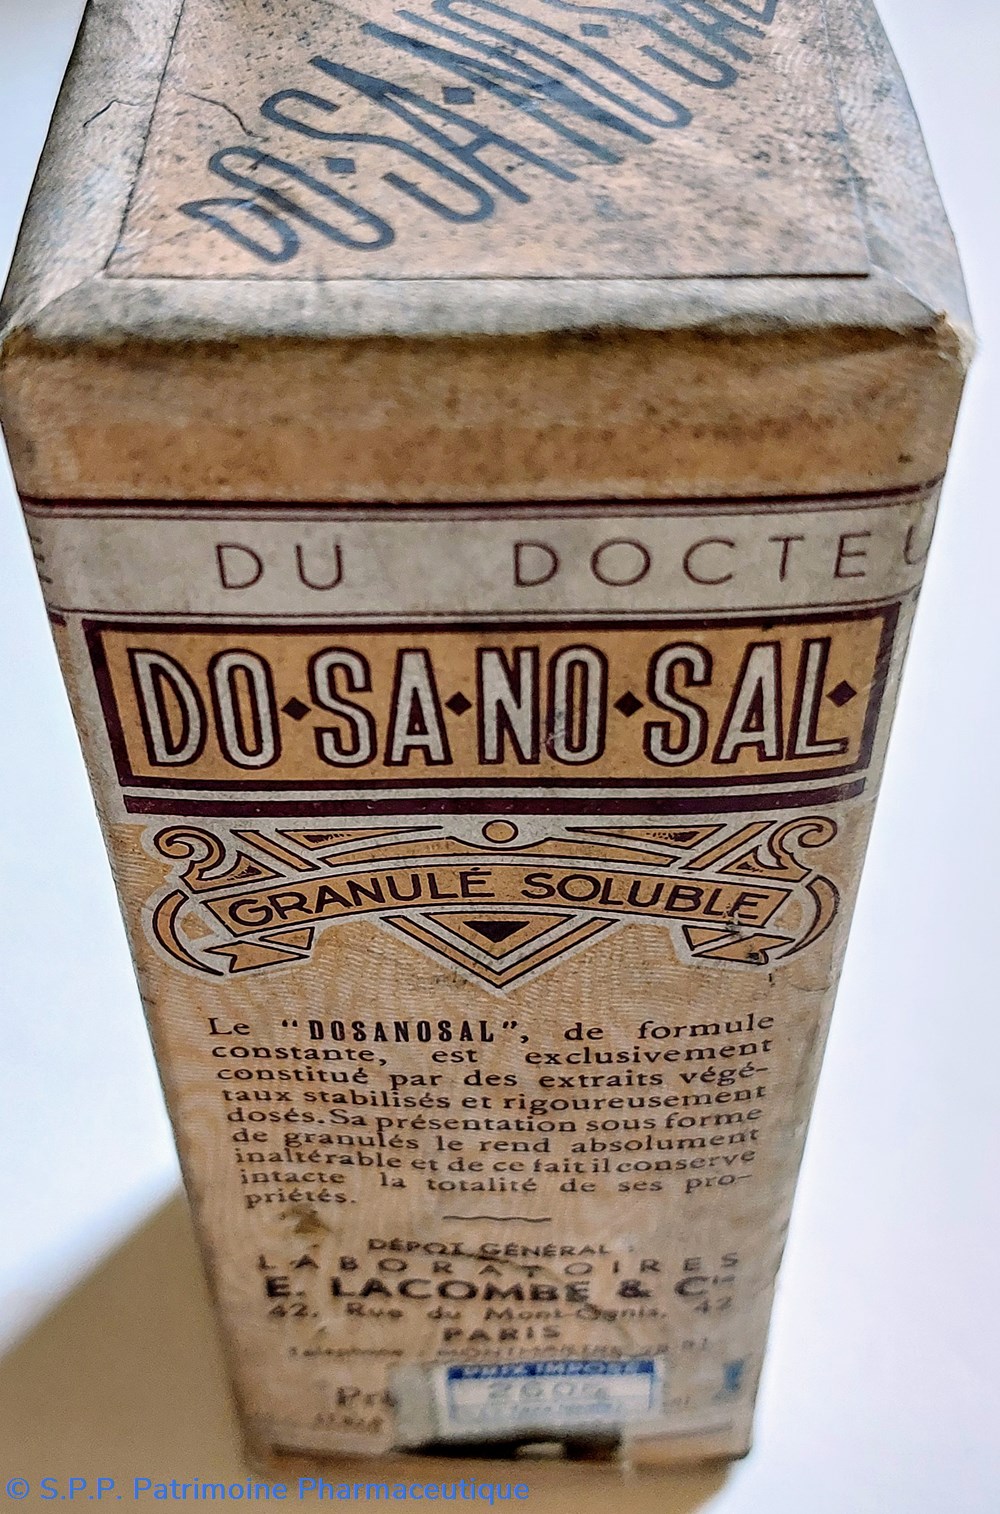 DO·SA·NO·SAL
DU DOCTEU
DO·SA·NO·SAL·
GRANULÉ SOLUBLE
Le "DOSANOSAL", de formule
constante, est exclusivement
constitué par des extraits végé-
taux stabilisés et rigoureusement
dosés. Sa présentation sous forme
de granulés le rend absolument
inaltérable et de ce fait il conserve
intacte la totalité de ses pro-
priétés.
DÉPOT GÉNÉRAL :
LABORATOIRES
E. LACOMBE & Cie
42, Rue du Mont-Cenis, 42
PARIS
PRIX IMPOSÉ
© S.P.P. Patrimoine Pharmaceutique